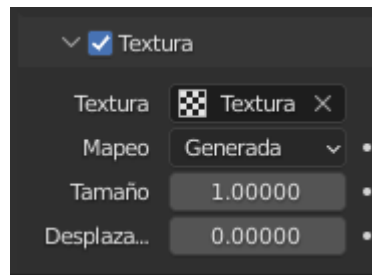 Textura
Textura Textura
Mapeo Generada
Tamaño 1.00000
Desplaza... 0.00000